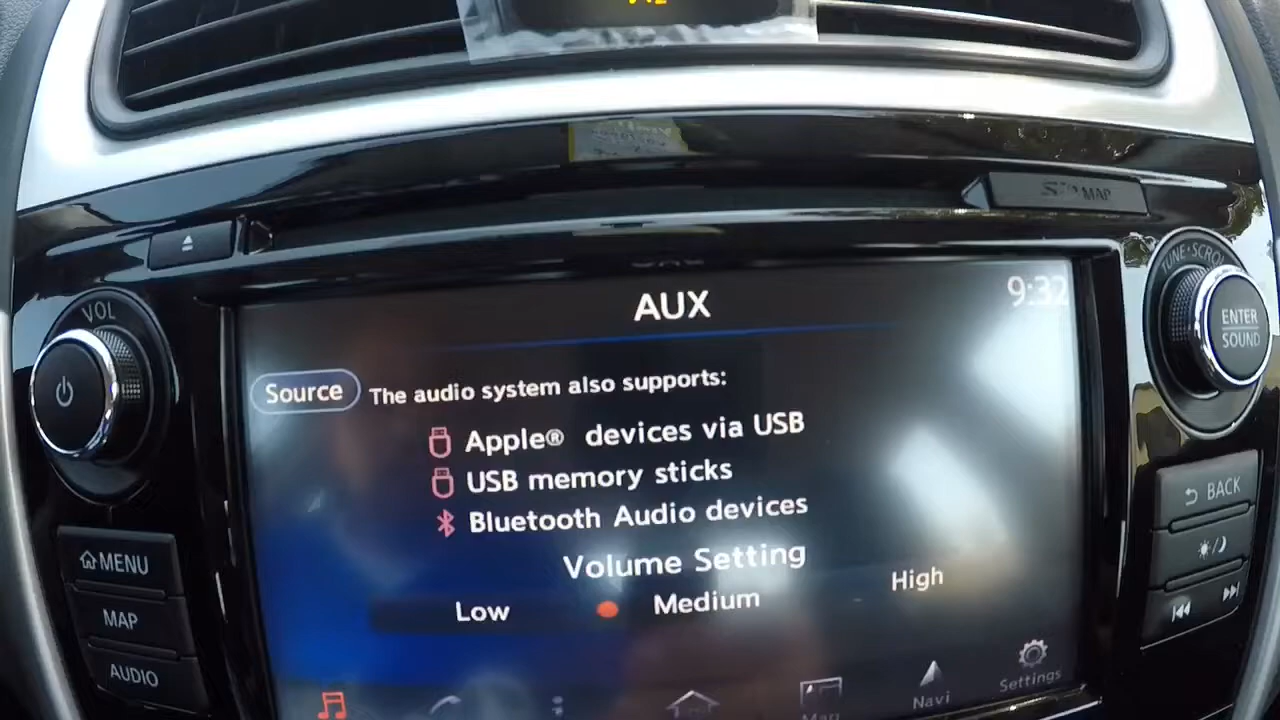 MAP
VOL
TUNE·SCROLL
ENTER
SOUND
AUX
9:32
Source
The audio system also supports:
Apple® devices via USB
USB memory sticks
Bluetooth Audio devices
Volume Setting
Low
Medium
High
MENU
MAP
AUDIO
BACK
Map
Navi
Settings